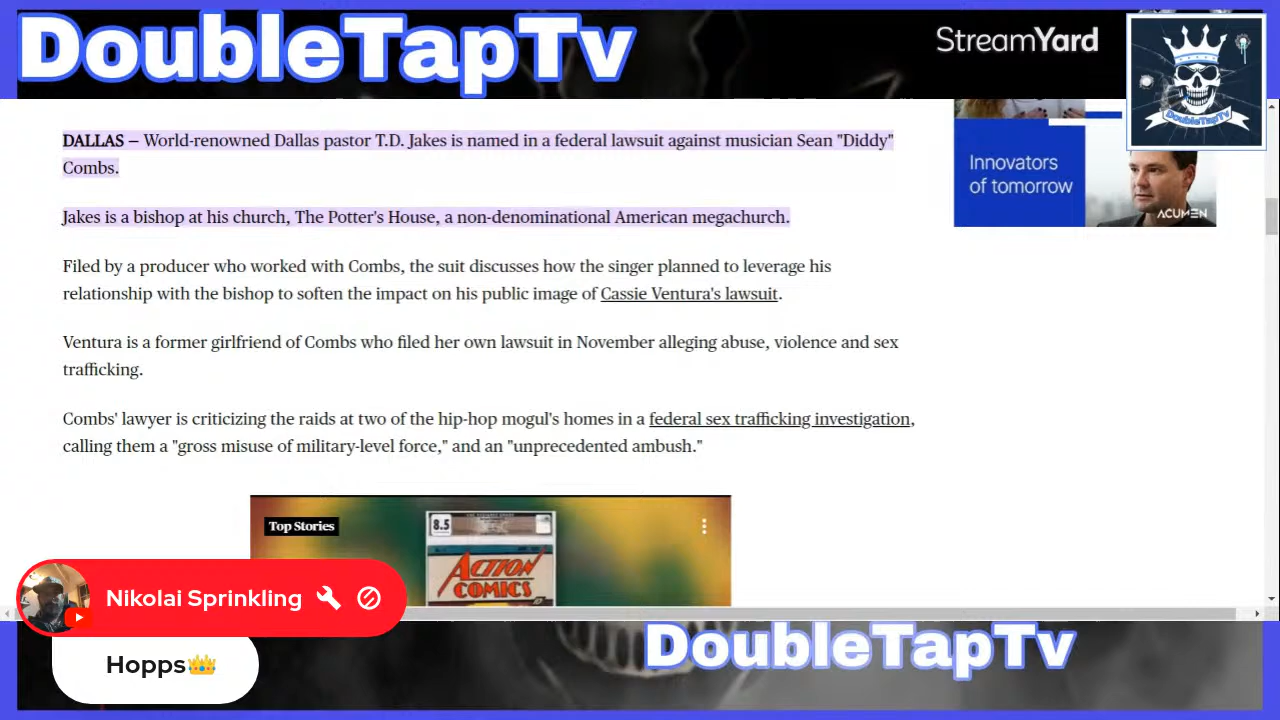 DoubleTapTv
StreamYard
DoubleTapTv
DALLAS — World-renowned Dallas pastor T.D. Jakes is named in a federal lawsuit against musician Sean "Diddy"
Combs.
Jakes is a bishop at his church, The Potter's House, a non-denominational American megachurch.
Filed by a producer who worked with Combs, the suit discusses how the singer planned to leverage his
relationship with the bishop to soften the impact on his public image of Cassie Ventura's lawsuit.
Ventura is a former girlfriend of Combs who filed her own lawsuit in November alleging abuse, violence and sex
trafficking.
Combs' lawyer is criticizing the raids at two of the hip-hop mogul's homes in a federal sex trafficking investigation,
calling them a "gross misuse of military-level force," and an "unprecedented ambush."
Innovators
of tomorrow
ACUMEN
Top Stories
8.5
ACTION
COMICS
Nikolai Sprinkling
Hopps👑
DoubleTapTv